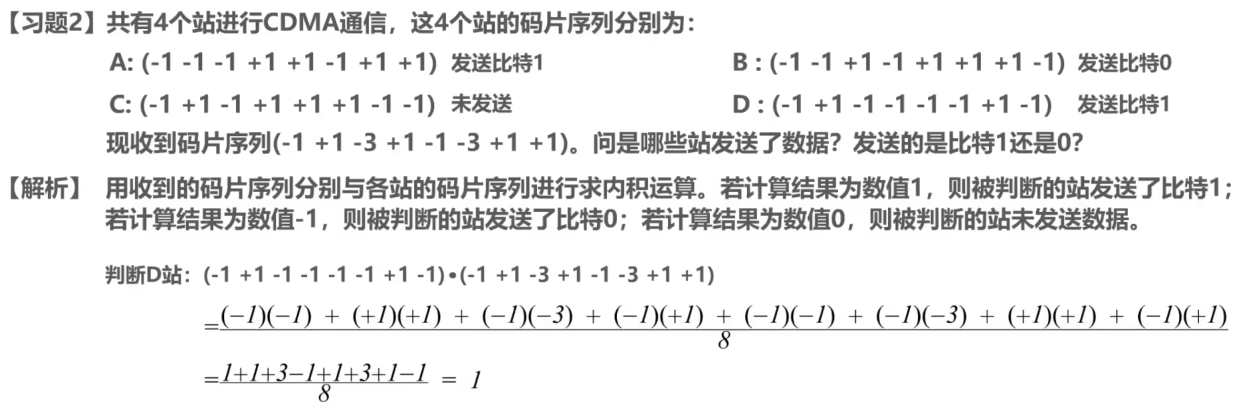 【习题2】共有4个站进行CDMA通信，这4个站的码片序列分别为：
A: (-1 -1 -1 +1 +1 -1 +1 +1) 发送比特1 B : (-1 -1 +1 -1 +1 +1 +1 -1) 发送比特0
C: (-1 +1 -1 +1 +1 +1 -1 -1) 未发送 D : (-1 +1 -1 -1 -1 -1 +1 -1) 发送比特1
现收到码片序列(-1 +1 -3 +1 -1 -3 +1 +1)。问是哪些站发送了数据？发送的是比特1还是0？
【解析】 用收到的码片序列分别与各站的码片序列进行求内积运算。若计算结果为数值1，则被判断的站发送了比特1；
若计算结果为数值-1，则被判断的站发送了比特0；若计算结果为数值0，则被判断的站未发送数据。
判断D站：(-1 +1 -1 -1 -1 -1 +1 -1)•(-1 +1 -3 +1 -1 -3 +1 +1)
=(−1)(−1) + (+1)(+1) + (−1)(−3) + (−1)(+1) + (−1)(−1) + (−1)(−3) + (+1)(+1) + (−1)(+1)
8
=1+1+3−1+1+3+1−1 = 1
8